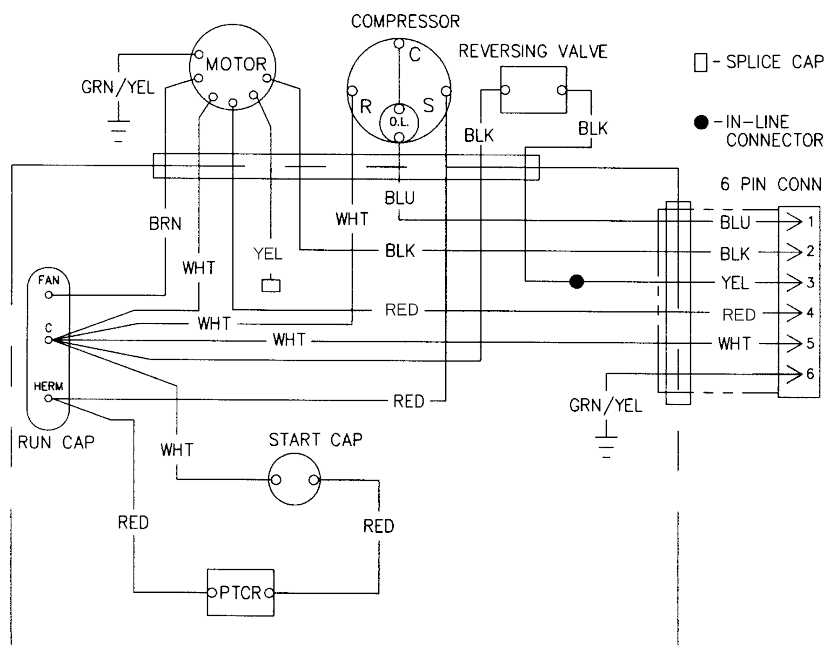 COMPRESSOR
REVERSING VALVE
MOTOR
C
R
S
O.L.
GRN/YEL
BLK
BLK
□ - SPLICE CAP
● - IN-LINE
CONNECTOR
6 PIN CONN
BRN
WHT
YEL
WHT
BLU
BLU
1
BLK
BLK
2
YEL
3
RED
RED
4
WHT
WHT
WHT
5
6
FAN
C
HERM
RUN CAP
RED
GRN/YEL
WHT
START CAP
RED
RED
PTCR